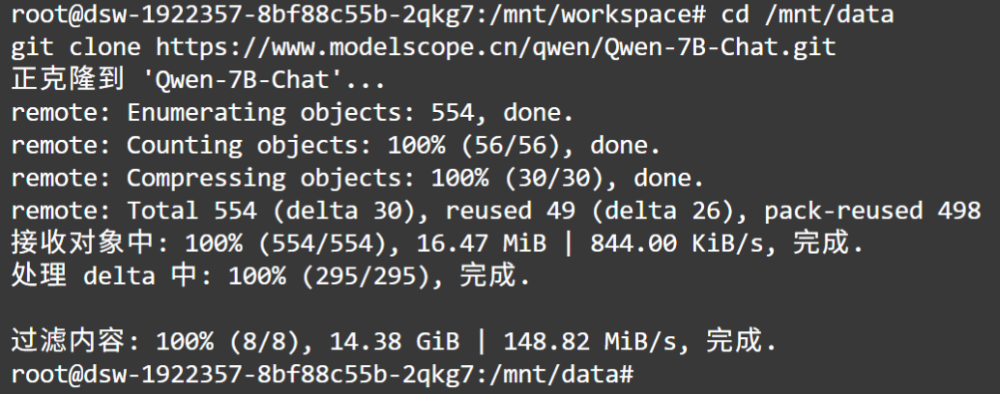 root@dsw-1922357-8bf88c55b-2qkg7:/mnt/workspace# cd /mnt/data
git clone https://www.modelscope.cn/qwen/Qwen-7B-Chat.git
正克隆到 'Qwen-7B-Chat'...
remote: Enumerating objects: 554, done.
remote: Counting objects: 100% (56/56), done.
remote: Compressing objects: 100% (30/30), done.
remote: Total 554 (delta 30), reused 49 (delta 26), pack-reused 498
接收对象中: 100% (554/554), 16.47 MiB | 844.00 KiB/s, 完成.
处理 delta 中: 100% (295/295), 完成.
过滤内容: 100% (8/8), 14.38 GiB | 148.82 MiB/s, 完成.
root@dsw-1922357-8bf88c55b-2qkg7:/mnt/data#